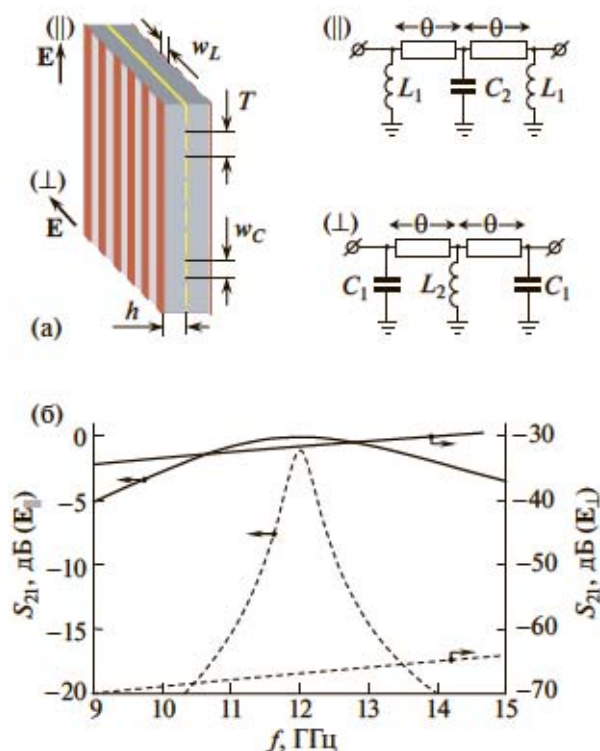 (||)
E
w_L
T
(⊥)
E
w_C
h
(а)
(||)
θ θ
L_1 C_2 L_1
(⊥)
θ θ
C_1 L_2 C_1
(б)
0 −30
−5 −40
−10 −50
−15 −60
−20 −70
S_21, дБ (E_||)
S_21, дБ (E_⊥)
9 10 11 12 13 14 15
f, ГГц